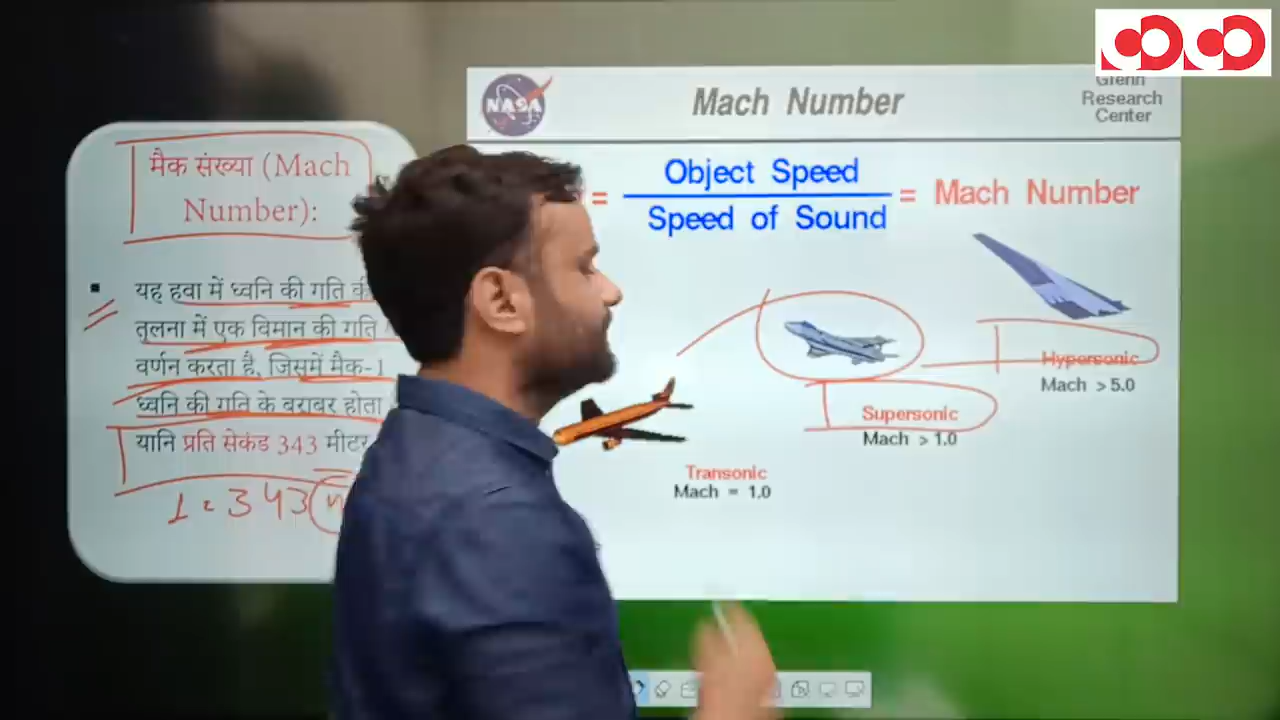 Glenn
Research
Center
NASA
Mach Number
मैक संख्या (Mach
Number):
= Object Speed
Speed of Sound
= Mach Number
यह हवा में ध्वनि की गति
तुलना में एक विमान की गति
वर्णन करता है, जिसमें मैक-1
ध्वनि की गति के बराबर होता
यानि प्रति सेकंड 343 मीटर
1 = 343
Hypersonic
Mach > 5.0
Supersonic
Mach > 1.0
Transonic
Mach = 1.0